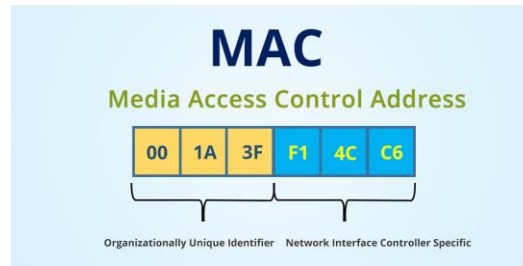 MAC
Media Access Control Address
00 1A 3F F1 4C C6
Organizationally Unique Identifier Network Interface Controller Specific